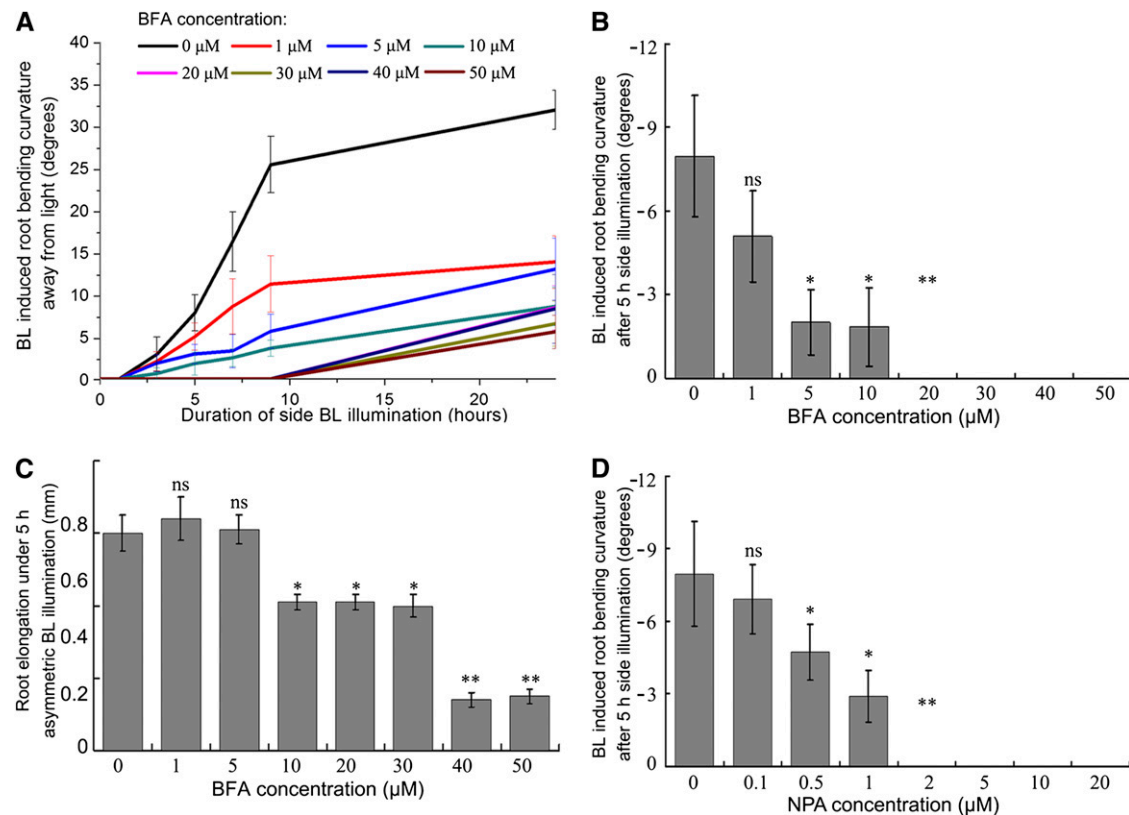 A
BFA concentration:
0 µM 1 µM 5 µM 10 µM
20 µM 30 µM 40 µM 50 µM
BL induced root bending curvature
away from light (degrees)
40
35
30
25
20
15
10
5
0
0 5 10 15 20
Duration of side BL illumination (hours)
B
BL induced root bending curvature
after 5 h side illumination (degrees)
-12
-9
-6
-3
0
ns
* * **
0 1 5 10 20 30 40 50
BFA concentration (µM)
C
Root elongation under 5 h
asymmetric BL illumination (mm)
0.8
0.6
0.4
0.2
0
ns ns
* * *
** **
0 1 5 10 20 30 40 50
BFA concentration (µM)
D
BL induced root bending curvature
after 5 h side illumination (degrees)
-12
-9
-6
-3
0
ns
*
*
**
0 0.1 0.5 1 2 5 10 20
NPA concentration (µM)